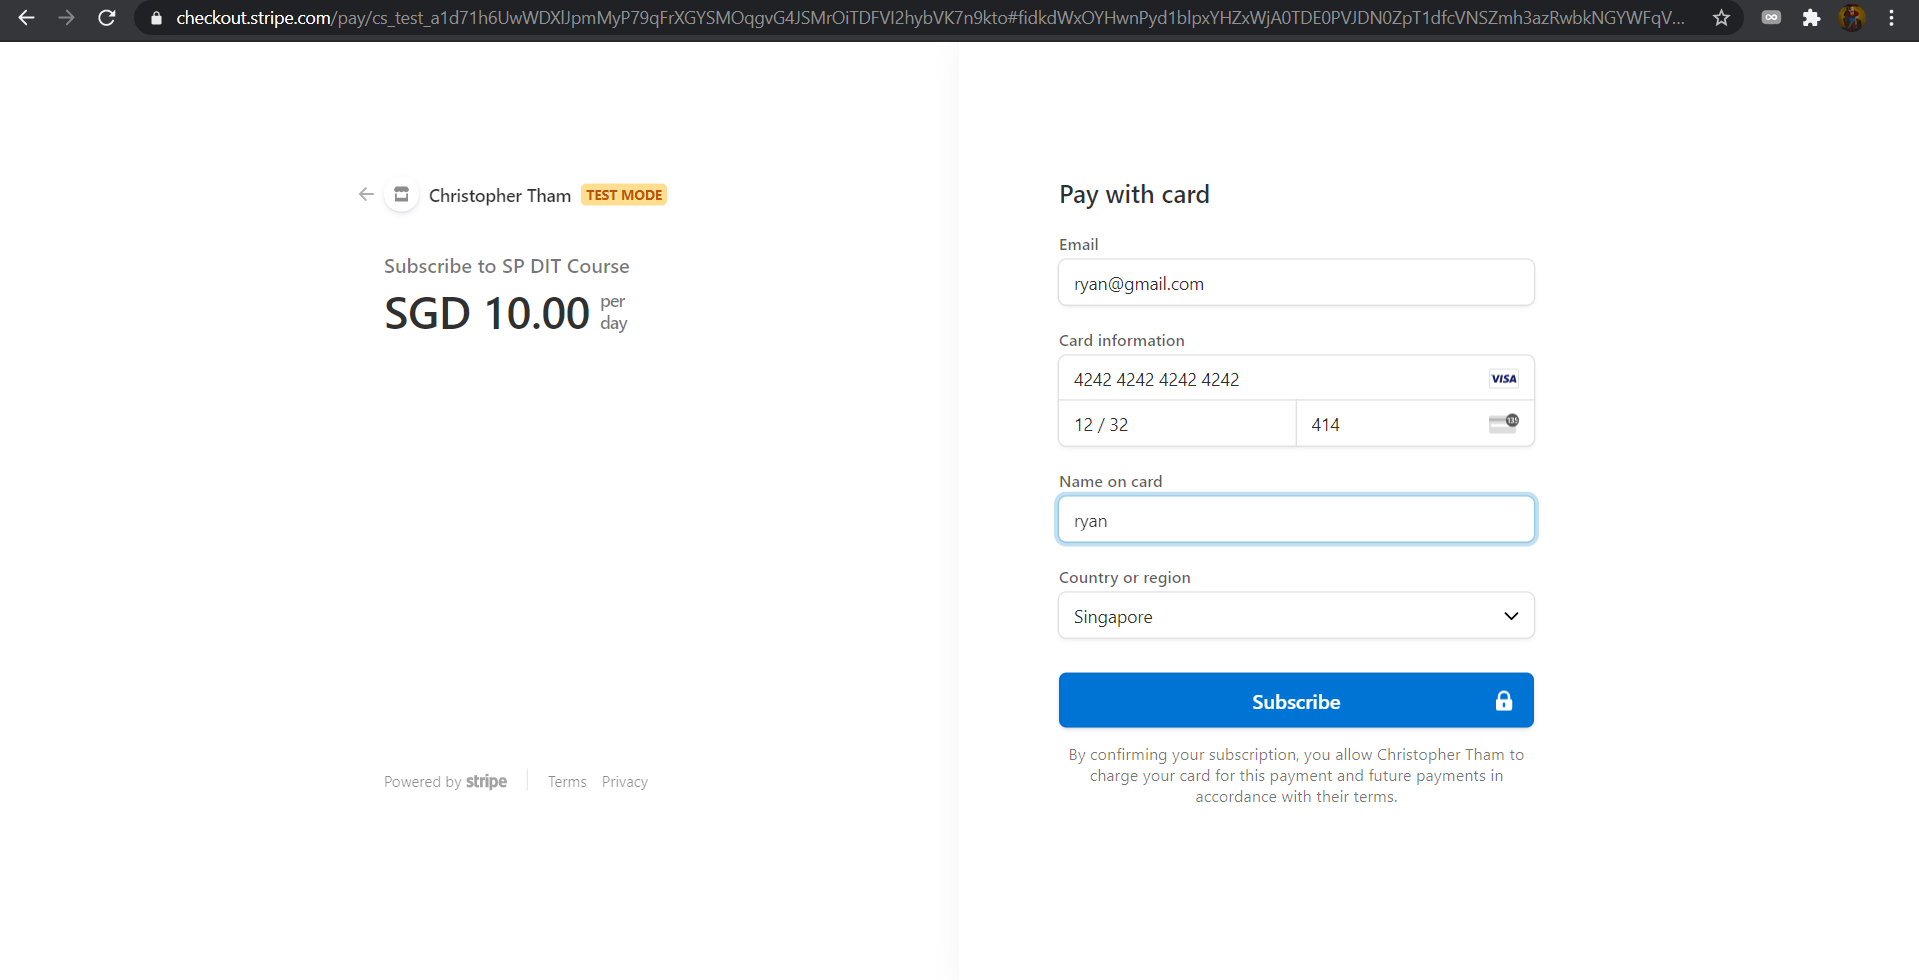 checkout.stripe.com/pay/cs_test_a1d71h6UwWDXlJpmMyP79qFrXGYSMOqgvG4JSMrOiTDFVI2hybVK7n9kto#fidkdWxOYHwnPyd1blpxYHZxWjA0TDE0PVJDN0ZpT1dfcVNSZmh3azRwbkNGYWFqV...
Christopher Tham TEST MODE
Subscribe to SP DIT Course
SGD 10.00 per
day
Powered by stripe Terms Privacy
Pay with card
Email
ryan@gmail.com
Card information
4242 4242 4242 4242 VISA
12 / 32 414
Name on card
ryan
Country or region
Singapore
Subscribe
By confirming your subscription, you allow Christopher Tham to
charge your card for this payment and future payments in
accordance with their terms.